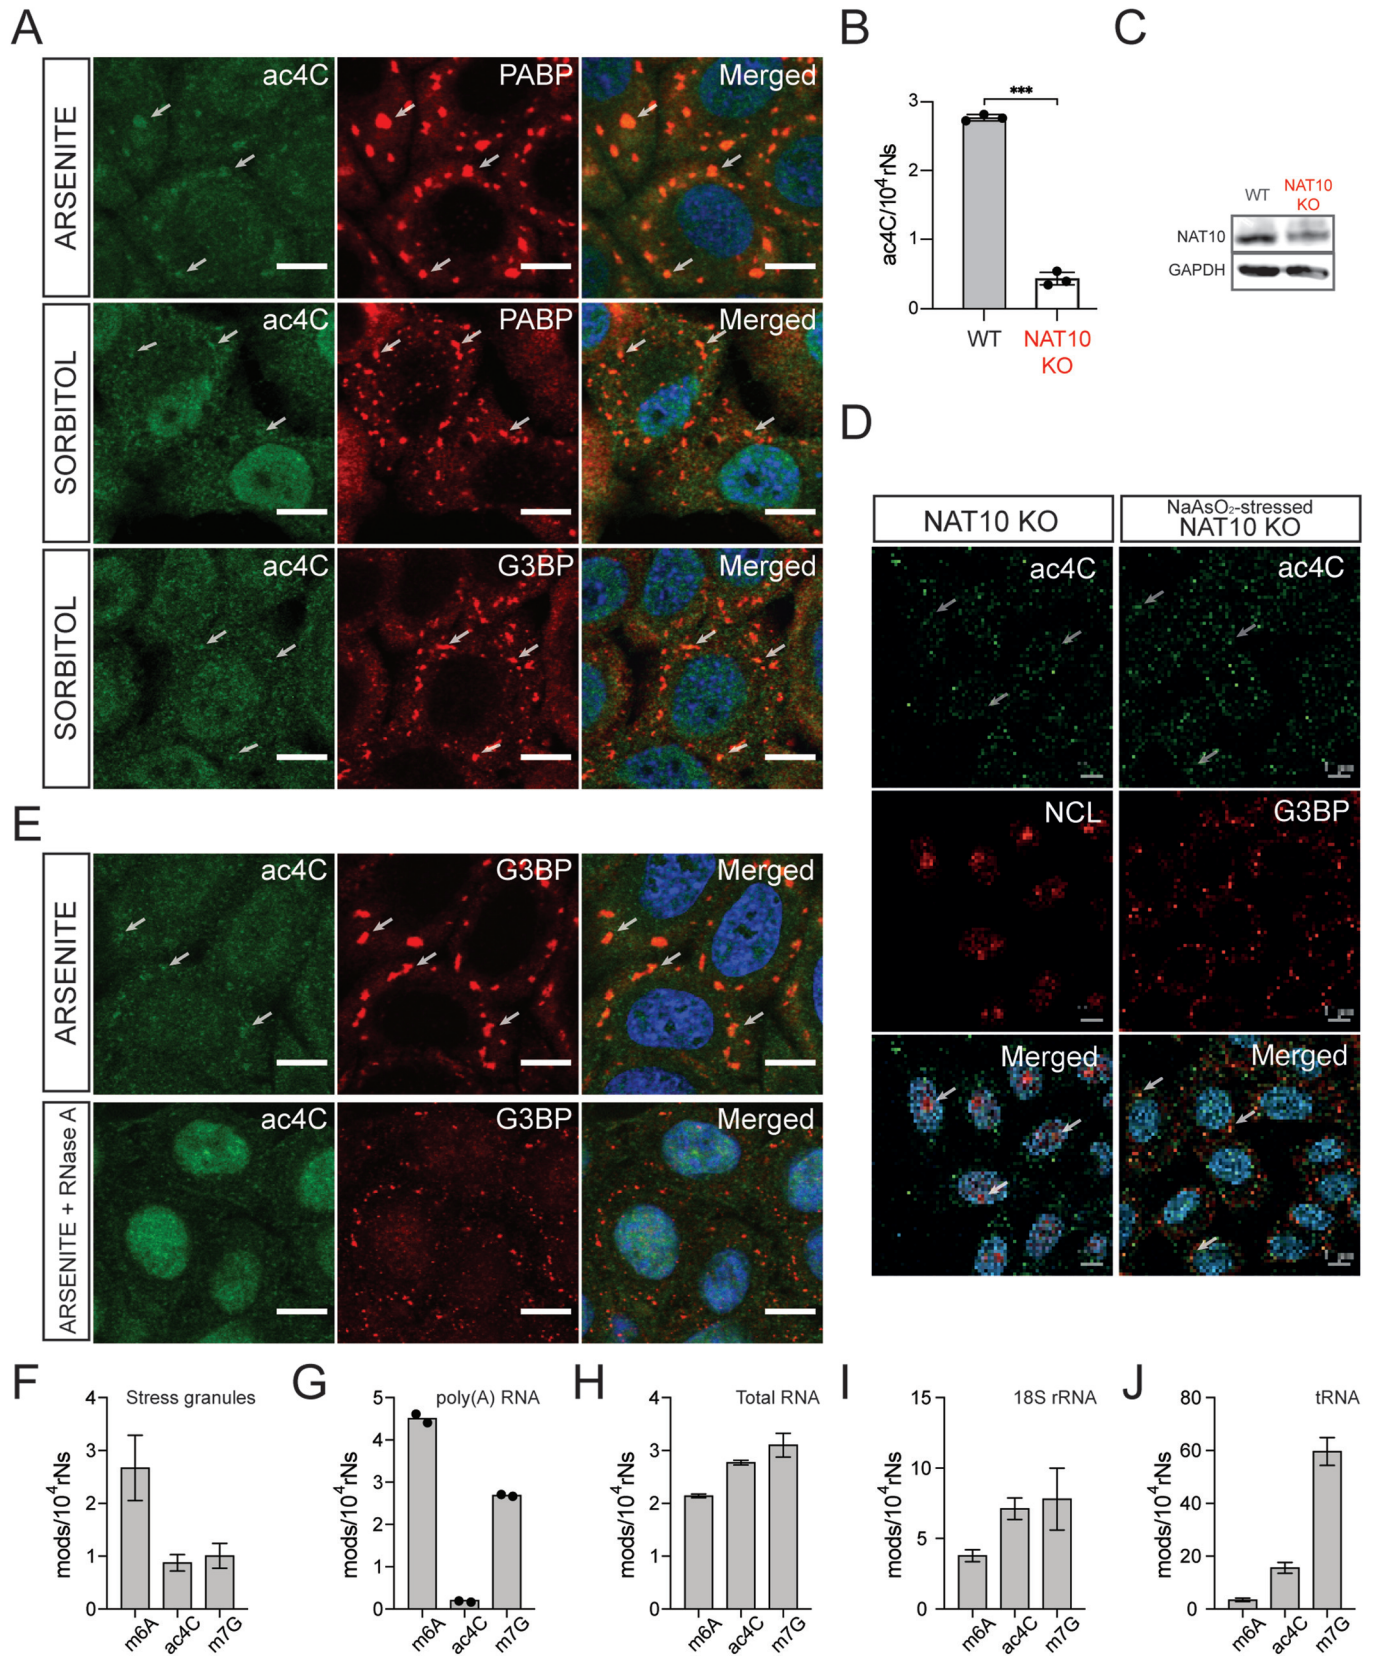 A
ARSENITE
ac4C
PABP
Merged
SORBITOL
ac4C
PABP
Merged
SORBITOL
ac4C
G3BP
Merged
B
ac4C/10⁴rNs
3
2
1
0
***
WT
NAT10
KO
C
WT
NAT10
KO
NAT10
GAPDH
D
NAT10 KO
NaAsO₂-stressed
NAT10 KO
ac4C
ac4C
NCL
G3BP
Merged
Merged
E
ARSENITE
ac4C
G3BP
Merged
ARSENITE + RNase A
ac4C
G3BP
Merged
F
Stress granules
mods/10⁴rNs
4
3
2
1
0
m6A
ac4C
m7G
G
poly(A) RNA
mods/10⁴rNs
5
4
3
2
1
0
m6A
ac4C
m7G
H
Total RNA
mods/10⁴rNs
4
3
2
1
0
m6A
ac4C
m7G
I
18S rRNA
mods/10⁴rNs
15
10
5
0
m6A
ac4C
m7G
J
tRNA
mods/10⁴rNs
80
60
40
20
0
m6A
ac4C
m7G